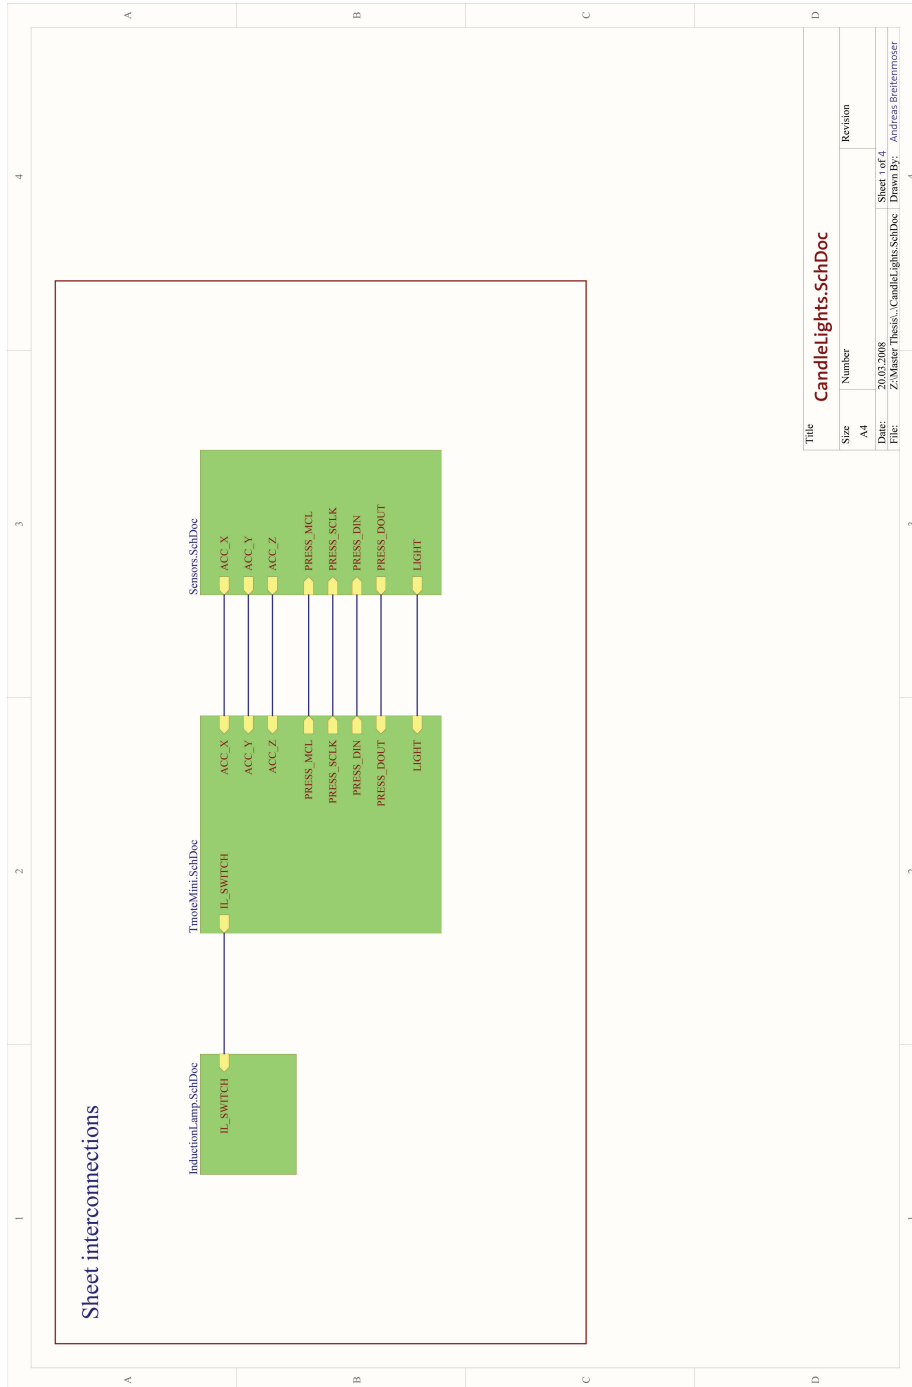 1
2
3
4
A
A
B
B
C
C
D
D
Sheet interconnections
InductionLamp.SchDoc
IL_SWITCH
TmoteMini.SchDoc
IL_SWITCH
ACC_X
ACC_Y
ACC_Z
PRESS_MCL
PRESS_SCLK
PRESS_DIN
PRESS_DOUT
LIGHT
Sensors.SchDoc
ACC_X
ACC_Y
ACC_Z
PRESS_MCL
PRESS_SCLK
PRESS_DIN
PRESS_DOUT
LIGHT
Title
CandleLights.SchDoc
Size
A4
Number
Revision
Date: 20.03.2008 Sheet 1 of 4
File: Z:\Master Thesis\..\CandleLights.SchDoc Drawn By: Andreas Breitenmoser